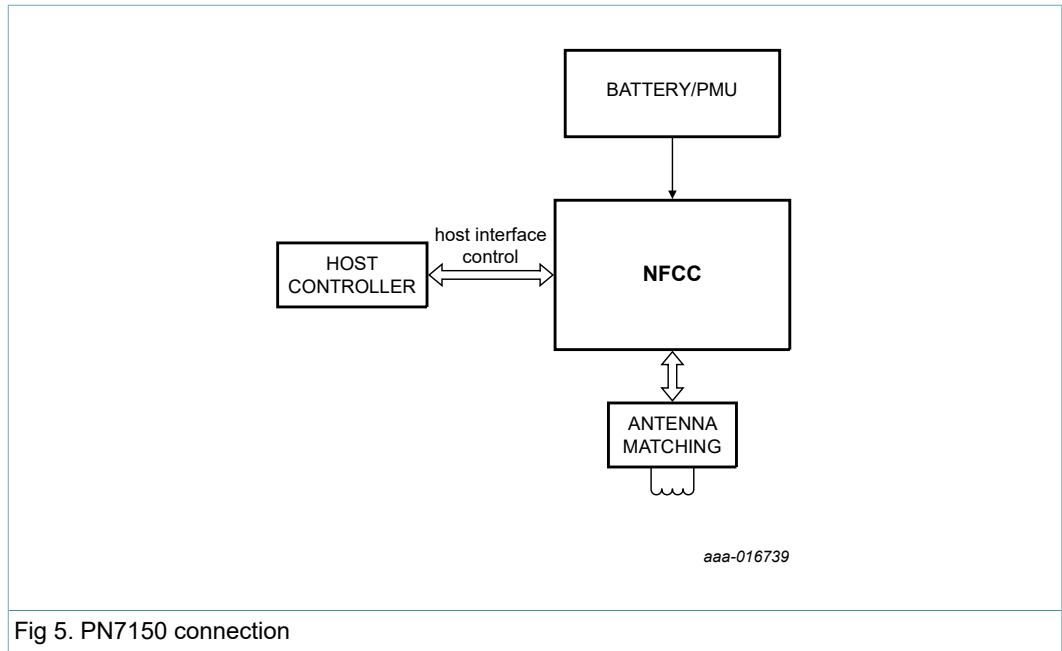 BATTERY/PMU
host interface
control
HOST
CONTROLLER
NFCC
ANTENNA
MATCHING
aaa-016739
Fig 5. PN7150 connection